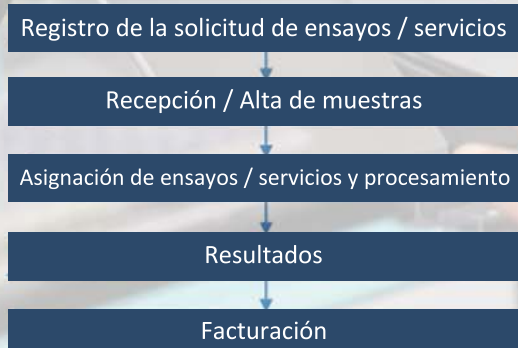 Registro de la solicitud de ensayos / servicios
Recepción / Alta de muestras
Asignación de ensayos / servicios y procesamiento
Resultados
Facturación